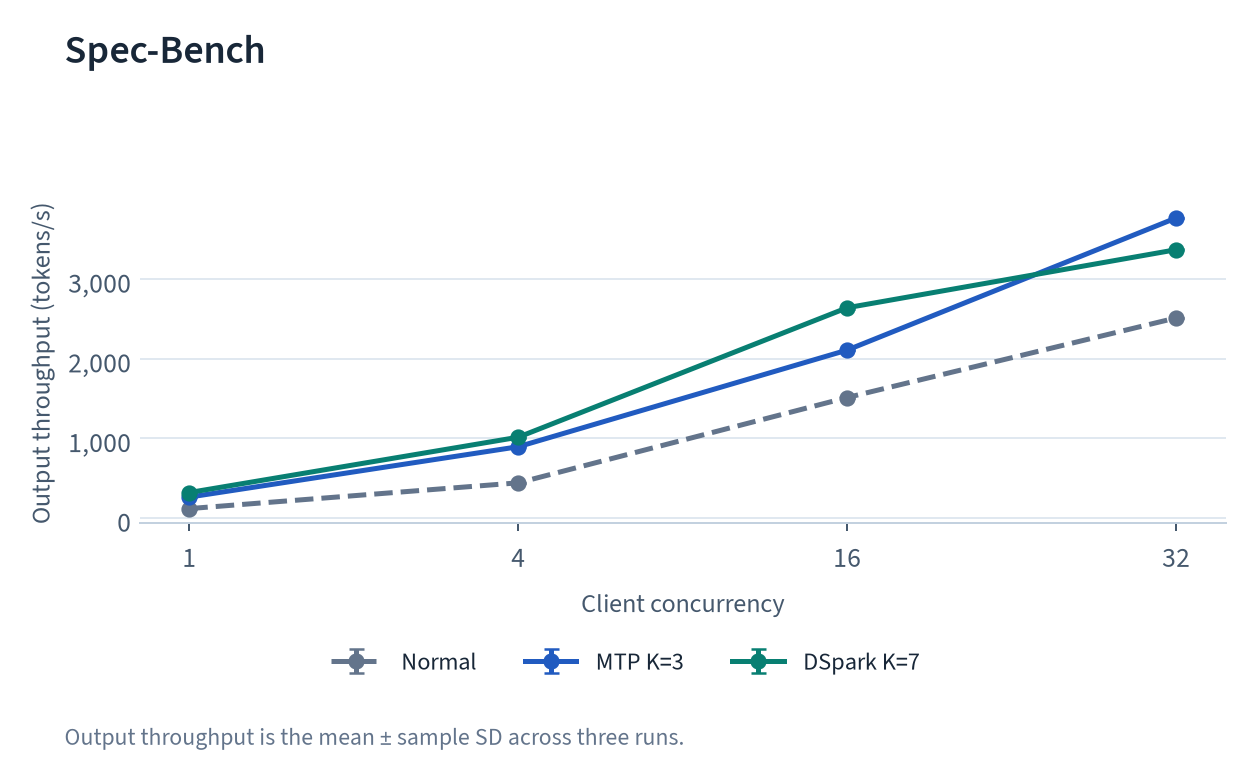 Spec-Bench
Output throughput (tokens/s)
3,000
2,000
1,000
0
1 4 16 32
Client concurrency
Normal MTP K=3 DSpark K=7
Output throughput is the mean ± sample SD across three runs.